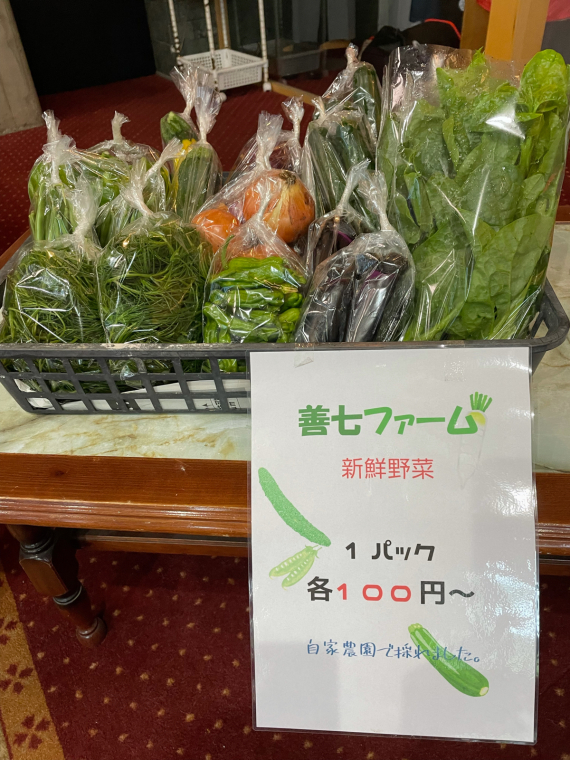 善七ファーム
新鮮野菜
1 パック
各100円～
自家農園で採れました。